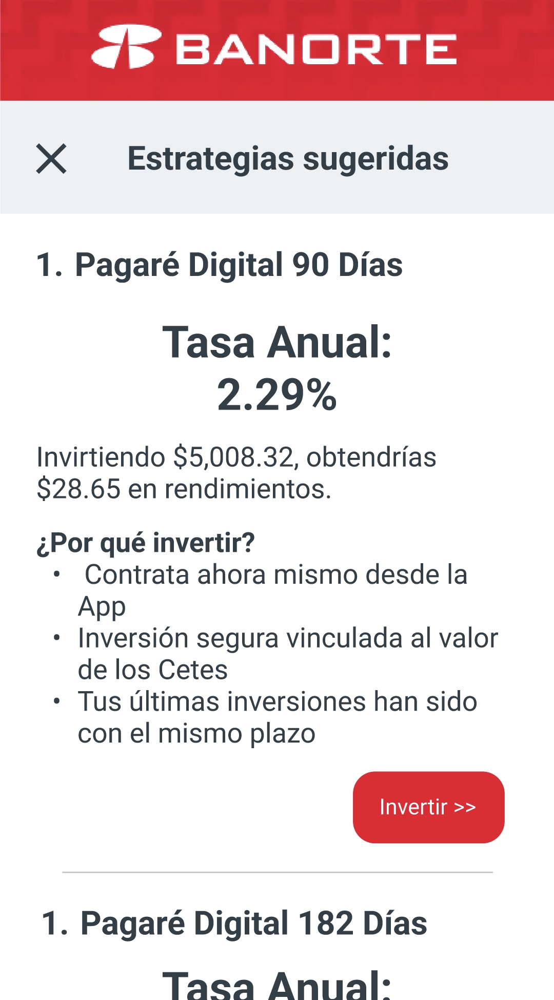 BANORTE
Estrategias sugeridas
1. Pagaré Digital 90 Días
Tasa Anual:
2.29%
Invirtiendo $5,008.32, obtendrías
$28.65 en rendimientos.
¿Por qué invertir?
• Contrata ahora mismo desde la
App
• Inversión segura vinculada al valor
de los Cetes
• Tus últimas inversiones han sido
con el mismo plazo
Invertir >>
1. Pagaré Digital 182 Días
Tasa Anual: